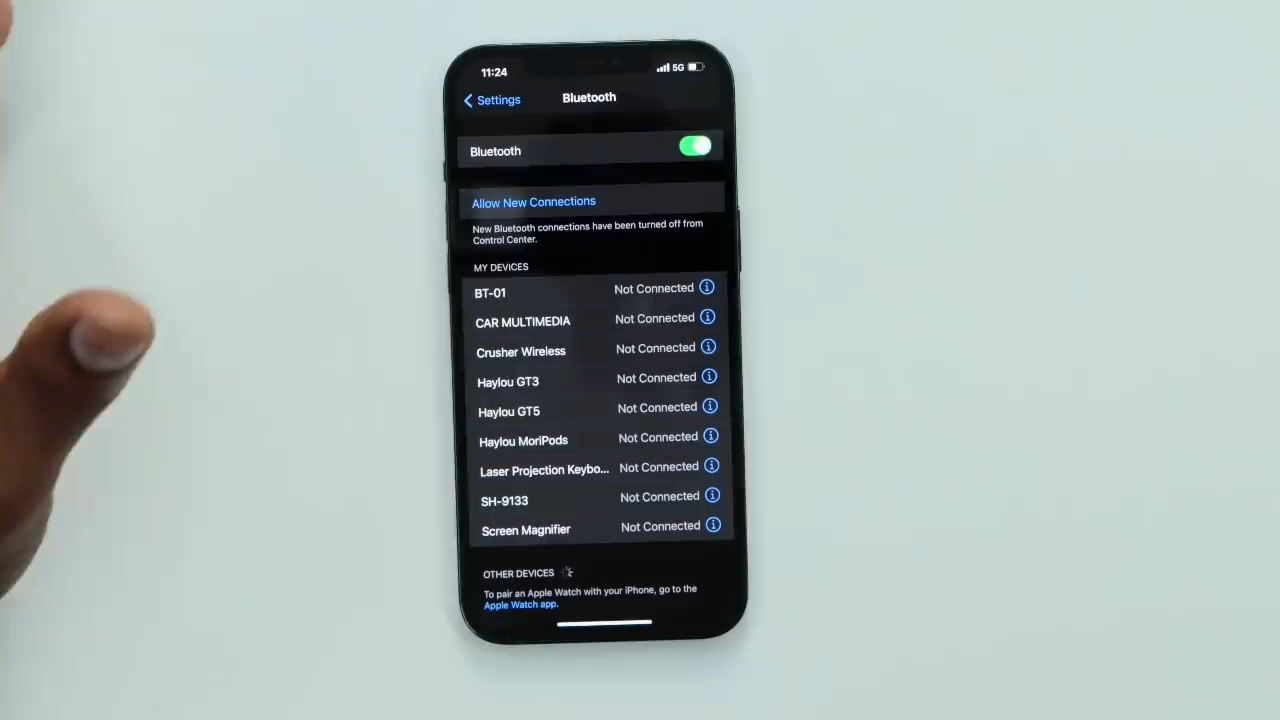 11:24 5G
Settings Bluetooth
Bluetooth
Allow New Connections
New Bluetooth connections have been turned off from
Control Center.
MY DEVICES
BT-01 Not Connected
CAR MULTIMEDIA Not Connected
Crusher Wireless Not Connected
Haylou GT3 Not Connected
Haylou GT5 Not Connected
Haylou MoriPods Not Connected
Laser Projection Keybo... Not Connected
SH-9133 Not Connected
Screen Magnifier Not Connected
OTHER DEVICES
To pair an Apple Watch with your iPhone, go to the
Apple Watch app.